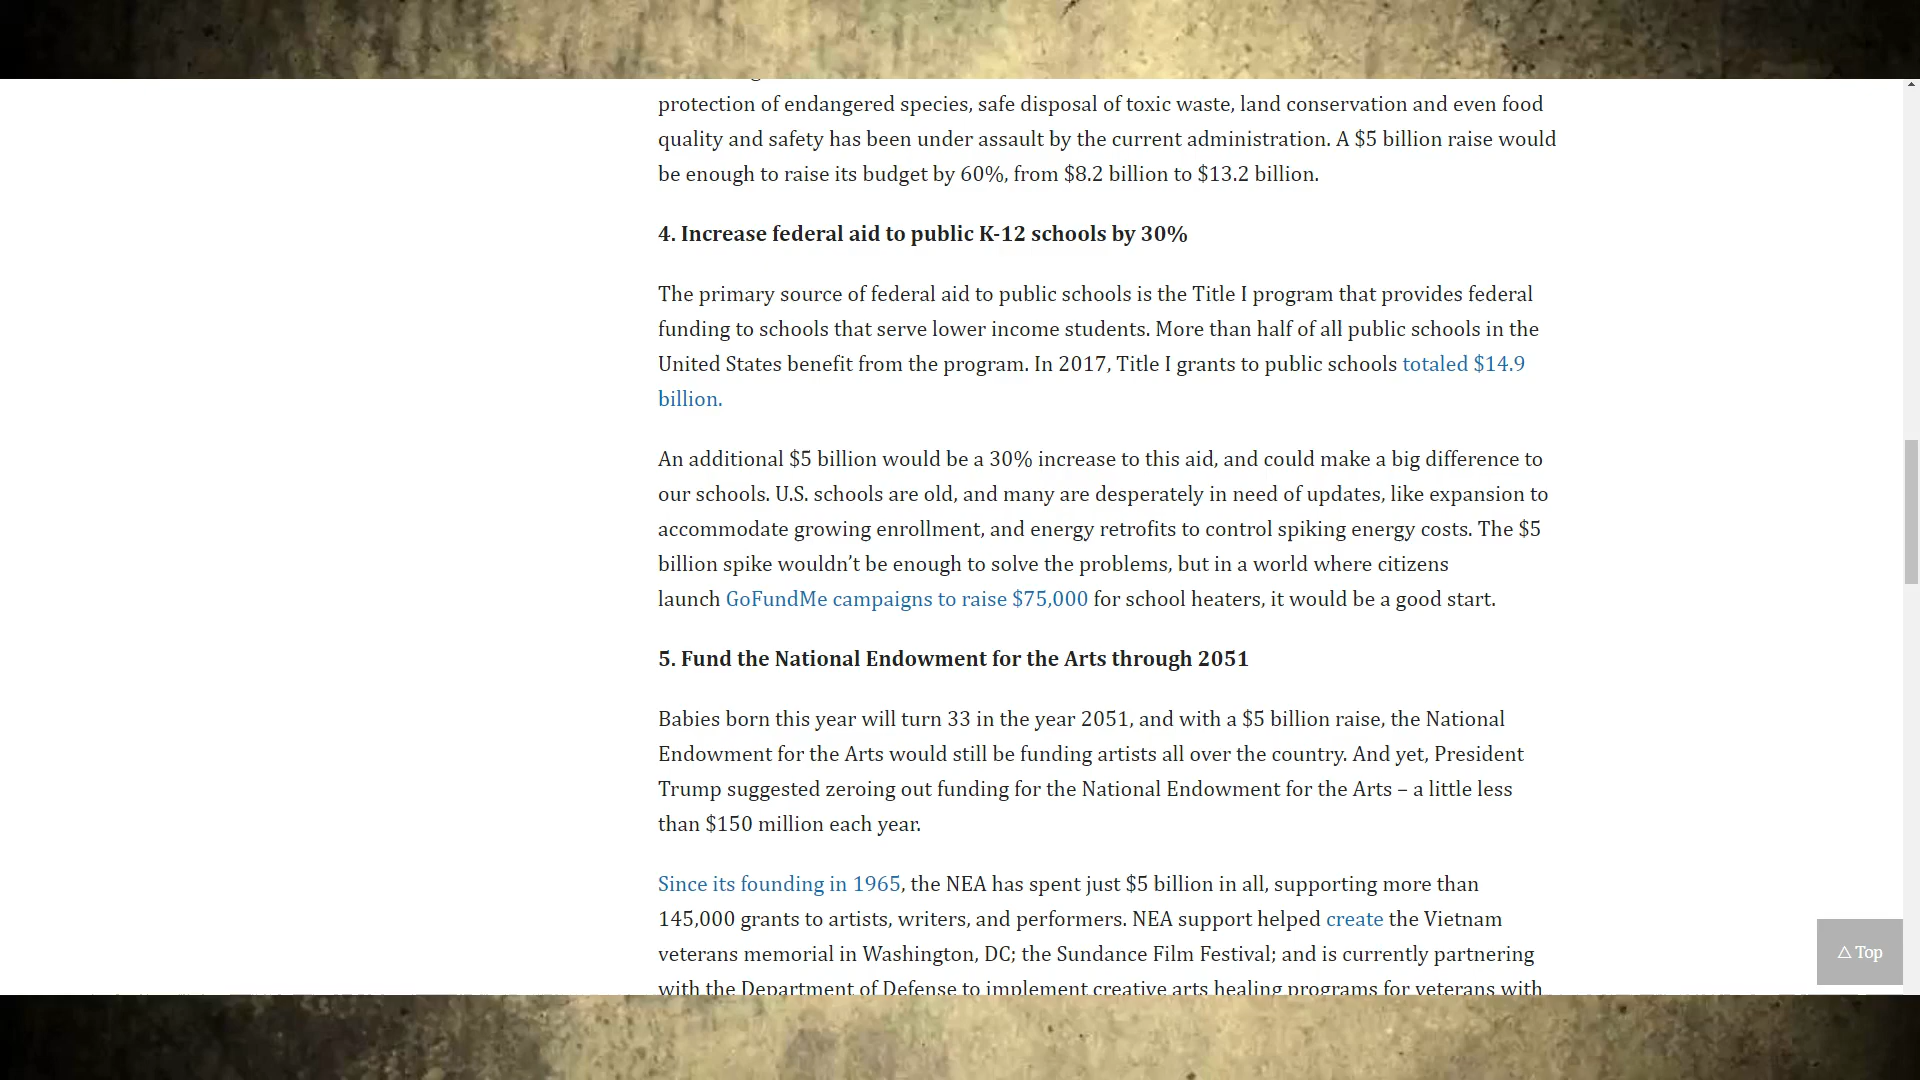 protection of endangered species, safe disposal of toxic waste, land conservation and even food
quality and safety has been under assault by the current administration. A $5 billion raise would
be enough to raise its budget by 60%, from $8.2 billion to $13.2 billion.
4. Increase federal aid to public K-12 schools by 30%
The primary source of federal aid to public schools is the Title I program that provides federal
funding to schools that serve lower income students. More than half of all public schools in the
United States benefit from the program. In 2017, Title I grants to public schools totaled $14.9
billion.
An additional $5 billion would be a 30% increase to this aid, and could make a big difference to
our schools. U.S. schools are old, and many are desperately in need of updates, like expansion to
accommodate growing enrollment, and energy retrofits to control spiking energy costs. The $5
billion spike wouldn’t be enough to solve the problems, but in a world where citizens
launch GoFundMe campaigns to raise $75,000 for school heaters, it would be a good start.
5. Fund the National Endowment for the Arts through 2051
Babies born this year will turn 33 in the year 2051, and with a $5 billion raise, the National
Endowment for the Arts would still be funding artists all over the country. And yet, President
Trump suggested zeroing out funding for the National Endowment for the Arts – a little less
than $150 million each year.
Since its founding in 1965, the NEA has spent just $5 billion in all, supporting more than
145,000 grants to artists, writers, and performers. NEA support helped create the Vietnam
veterans memorial in Washington, DC; the Sundance Film Festival; and is currently partnering
with the Department of Defense to implement creative arts healing programs for veterans with
Top